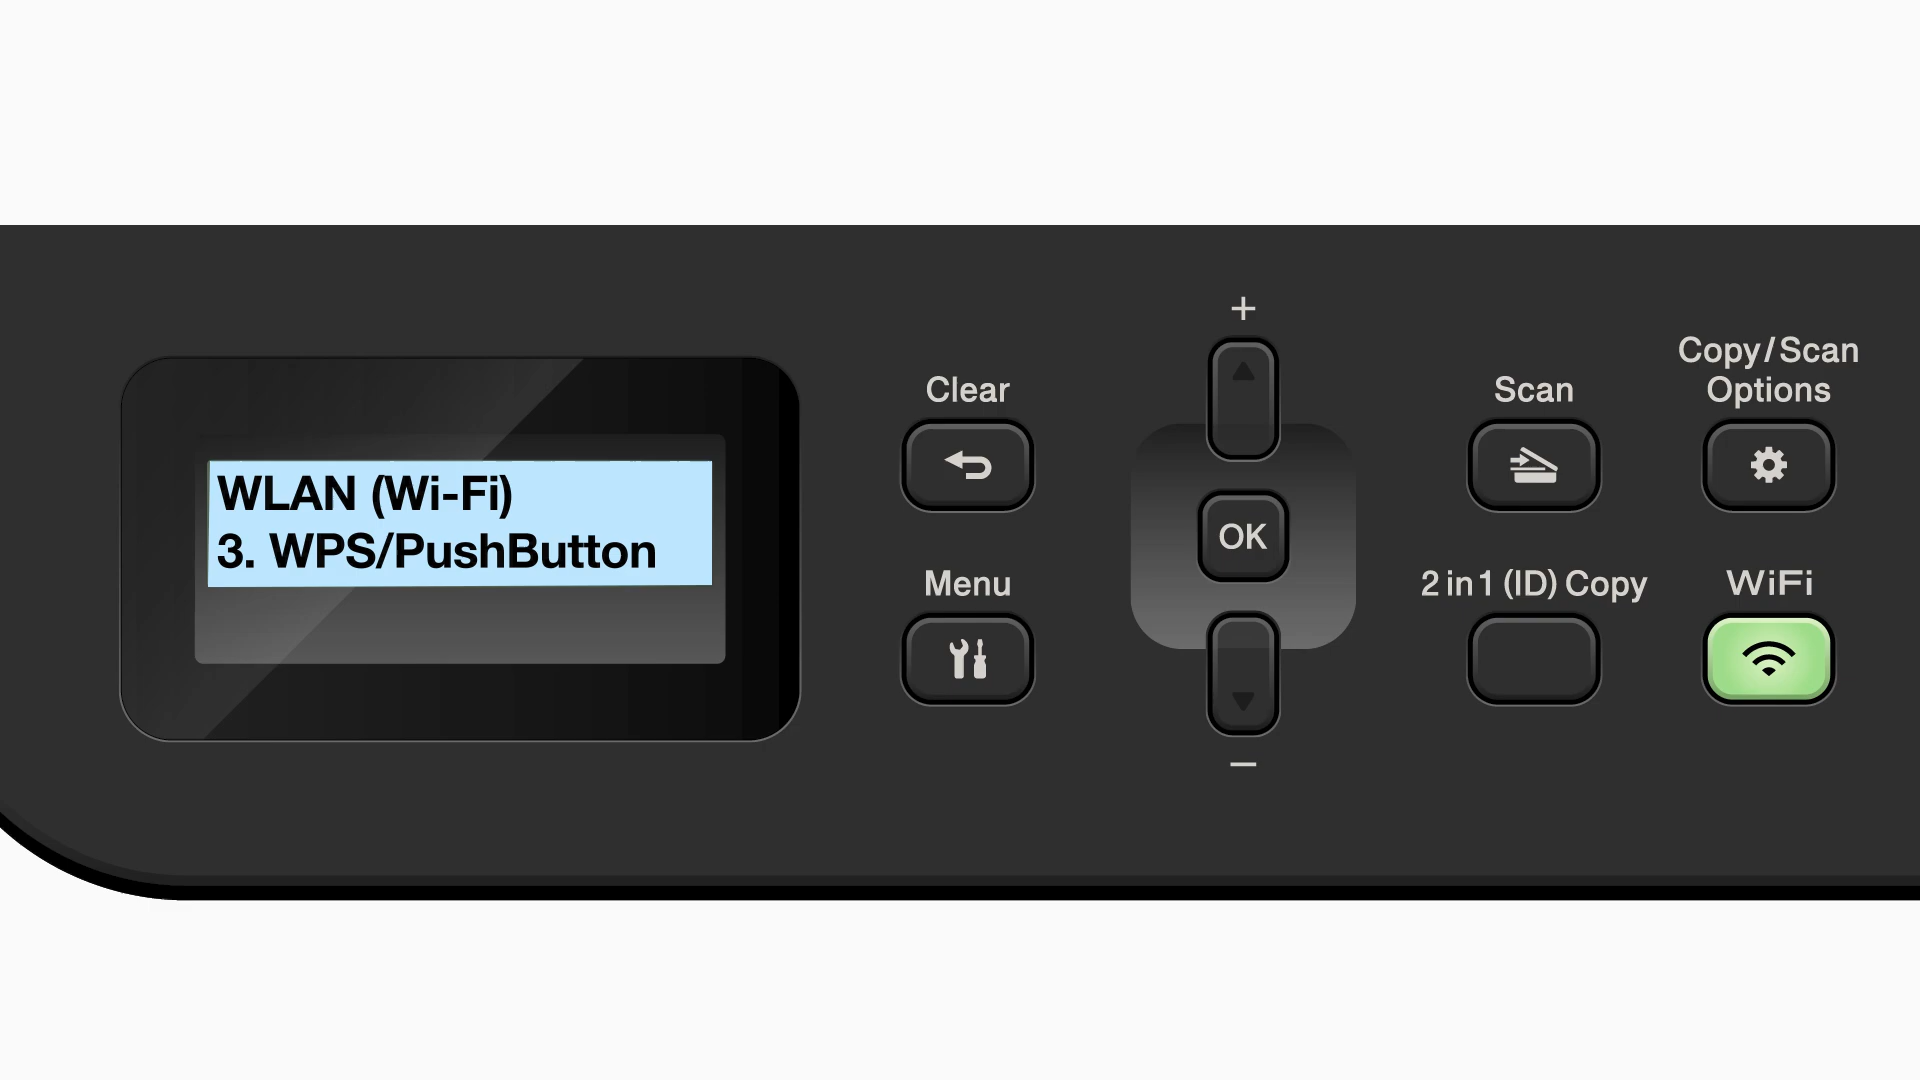 WLAN (Wi-Fi)
3. WPS/PushButton
Clear
Menu
+
OK
−
Scan
Copy/Scan
Options
2 in 1 (ID) Copy
WiFi